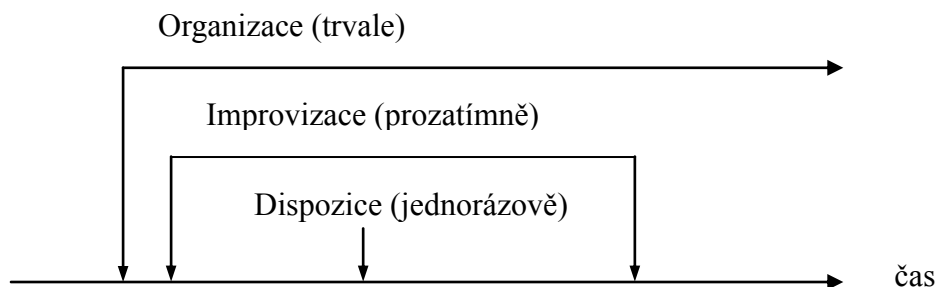 Organizace (trvale)
Improvizace (prozatímně)
Dispozice (jednorázově)
čas